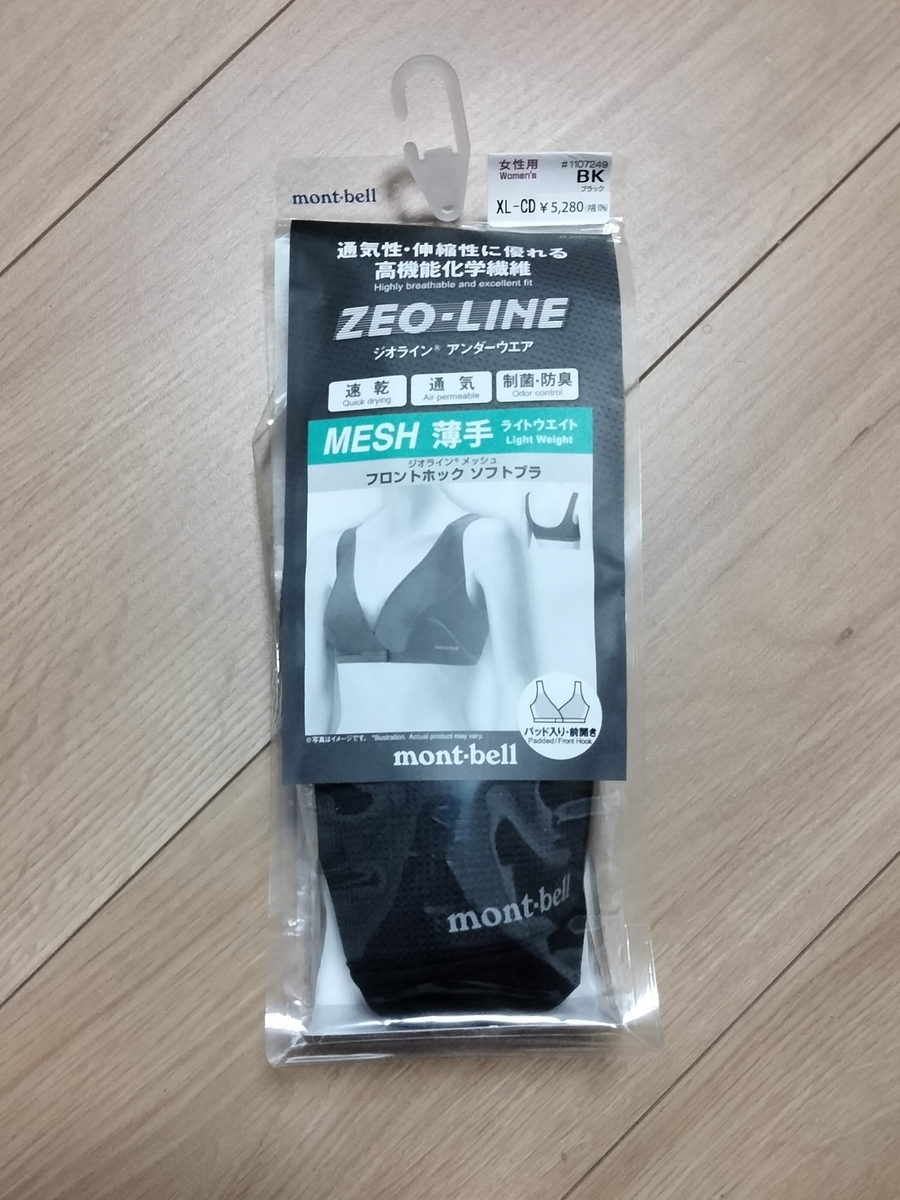 mont-bell
女性用
Women's
#1107249
BK
ブラック
XL-CD ¥5,280
通気性・伸縮性に優れる
高機能化学繊維
Highly breathable and excellent fit
ZEO-LINE
ジオライン® アンダーウエア
速乾
Quick drying
通気
Air permeable
制菌・防臭
Odor control
MESH 薄手 ライトウエイト
Light Weight
ジオライン® メッシュ
フロントホック ソフトブラ
パッド入り・前開き
Padded/Front Hook
※写真はイメージです。 *Illustration. Actual product may vary.
mont-bell
mont-bell